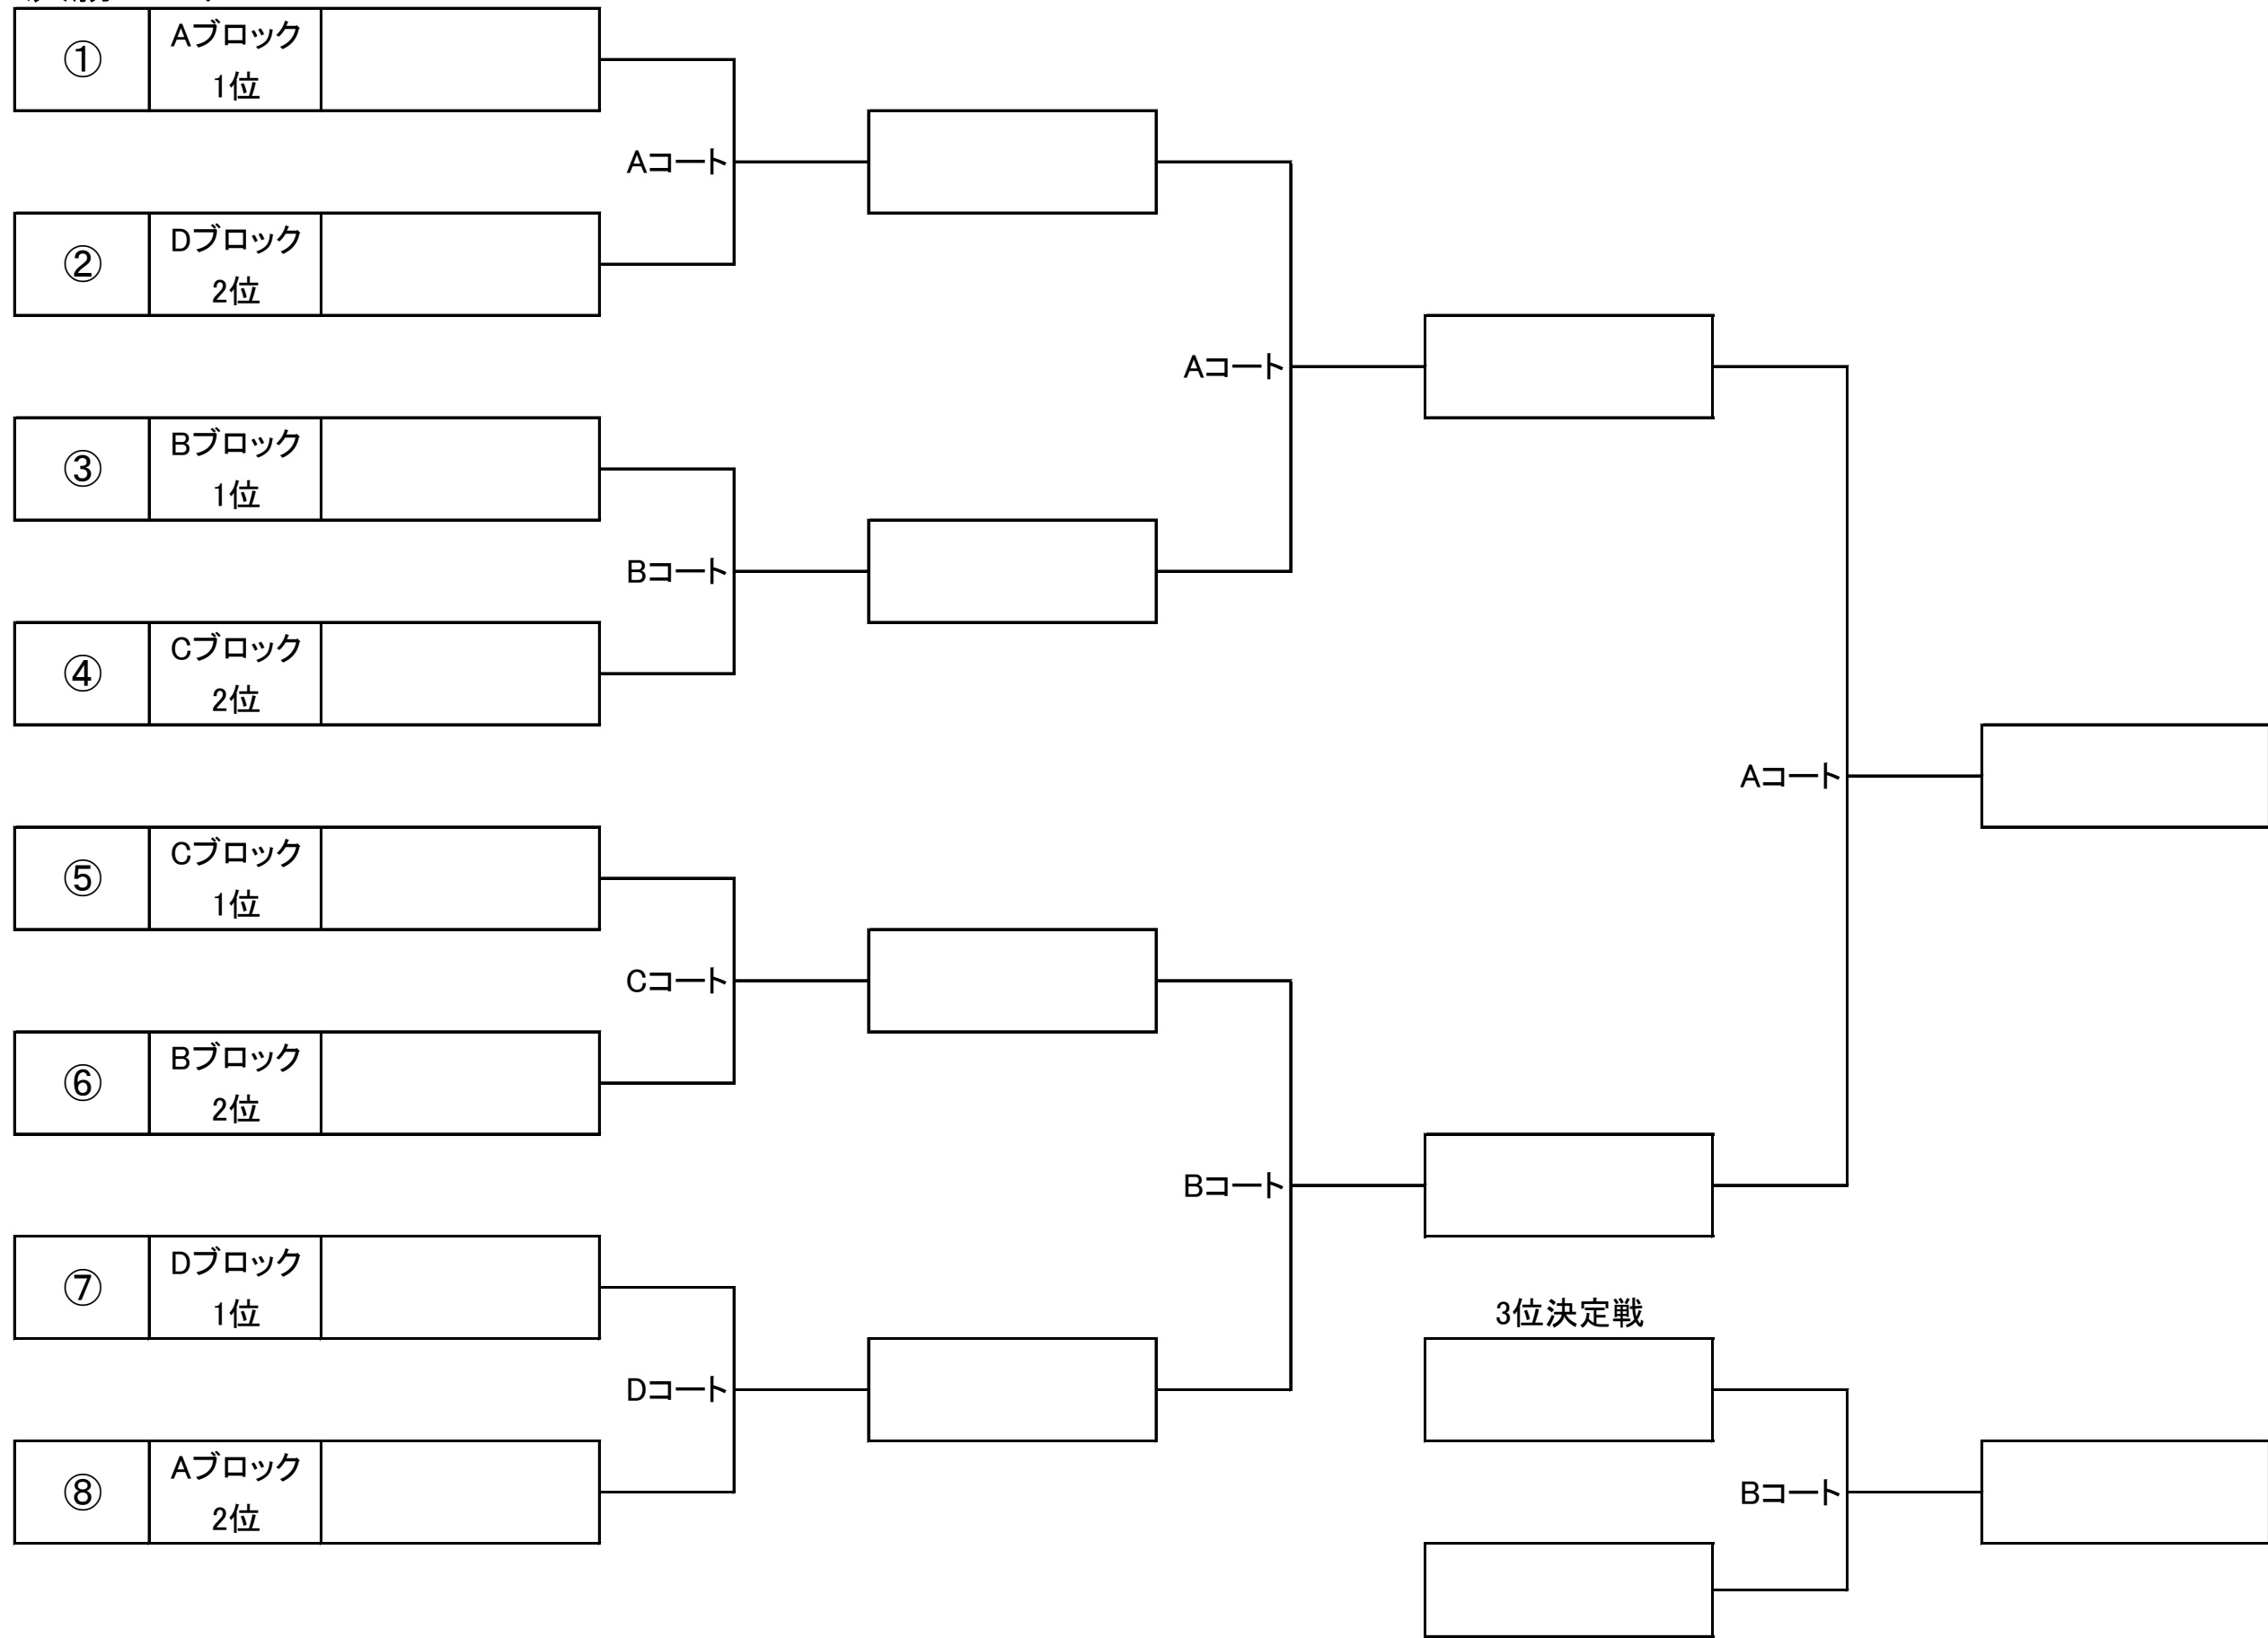 ①
Aブロック
1位
Aコート
②
Dブロック
2位
Aコート
③
Bブロック
1位
Bコート
④
Cブロック
2位
Aコート
⑤
Cブロック
1位
Cコート
⑥
Bブロック
2位
Bコート
⑦
Dブロック
1位
3位決定戦
Dコート
⑧
Aブロック
2位
Bコート